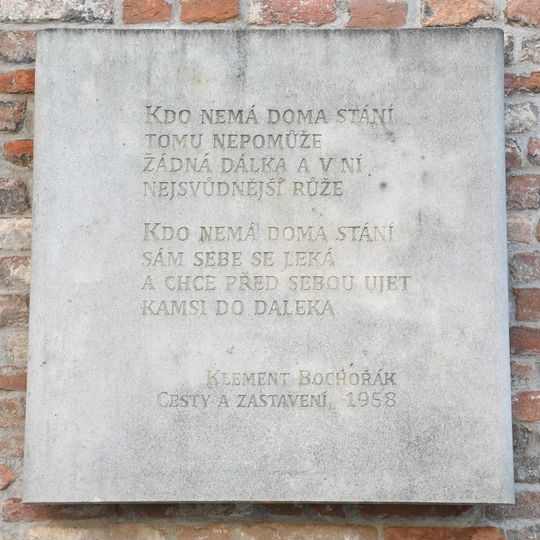 Kdo nemá doma stání
tomu nepomůže
žádná dálka a v ní
nejsvůdnější růže
Kdo nemá doma stání
sám sebe se leká
a chce před sebou ujet
kamsi do daleka
Klement Bochořák
Cesty a zastavení, 1958